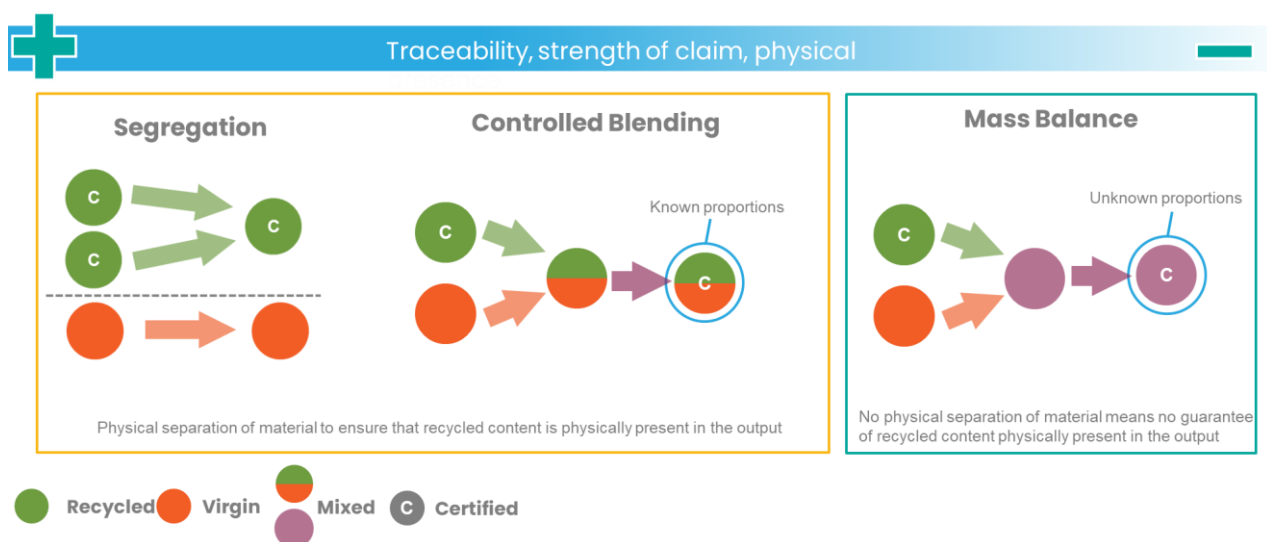 Traceability, strength of claim, physical
Segregation
C
C
C
Controlled Blending
Known proportions
C
C
Physical separation of material to ensure that recycled content is physically present in the output
Mass Balance
Unknown proportions
C
C
No physical separation of material means no guarantee
of recycled content physically present in the output
Recycled
Virgin
Mixed
C
Certified